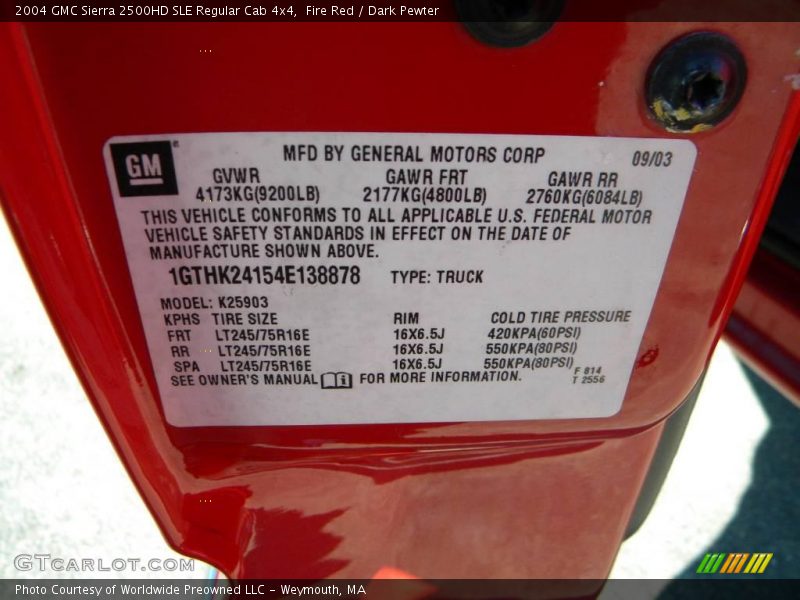 2004 GMC Sierra 2500HD SLE Regular Cab 4x4, Fire Red / Dark Pewter
GM
MFD BY GENERAL MOTORS CORP 09/03
GVWR GAWR FRT GAWR RR
4173KG(9200LB) 2177KG(4800LB) 2760KG(6084LB)
THIS VEHICLE CONFORMS TO ALL APPLICABLE U.S. FEDERAL MOTOR
VEHICLE SAFETY STANDARDS IN EFFECT ON THE DATE OF
MANUFACTURE SHOWN ABOVE.
1GTHK24154E138878 TYPE: TRUCK
MODEL: K25903
KPHS TIRE SIZE RIM COLD TIRE PRESSURE
FRT LT245/75R16E 16X6.5J 420KPA(60PSI)
RR LT245/75R16E 16X6.5J 550KPA(80PSI)
SPA LT245/75R16E 16X6.5J 550KPA(80PSI)
SEE OWNER'S MANUAL FOR MORE INFORMATION.
F 814
T 2556
GTCARLOT.COM
Photo Courtesy of Worldwide Preowned LLC - Weymouth, MA